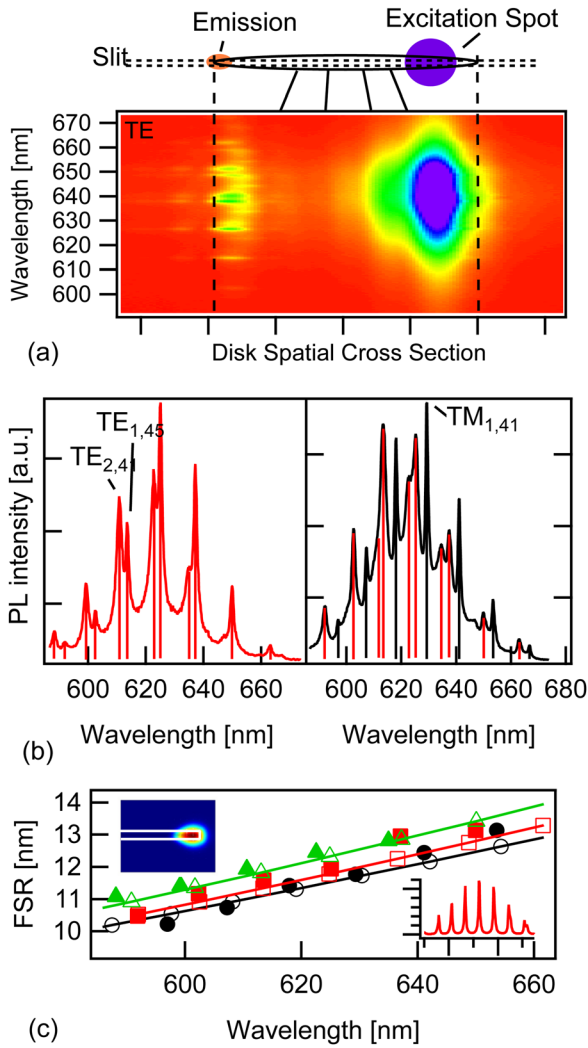 Emission
Excitation Spot
Slit
TE
Wavelength [nm]
670
660
650
640
630
620
610
600
(a)
Disk Spatial Cross Section
PL intensity [a.u.]
TE1,45
TE2,41
TM1,41
600 620 640 660
600 620 640 660 680
Wavelength [nm]
Wavelength [nm]
(b)
FSR [nm]
14
13
12
11
10
600 620 640 660
(c)
Wavelength [nm]